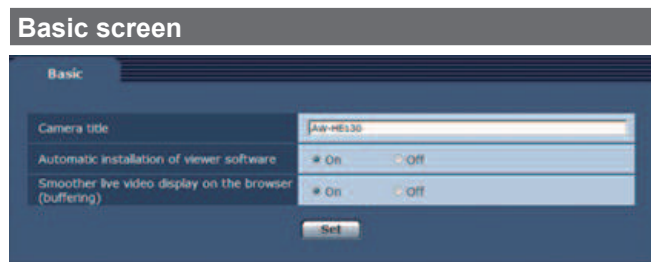 Basic screen
Basic
Camera title
AW-HE130
Automatic installation of viewer software
On
Off
Smoother live video display on the browser
(buffering)
On
Off
Set